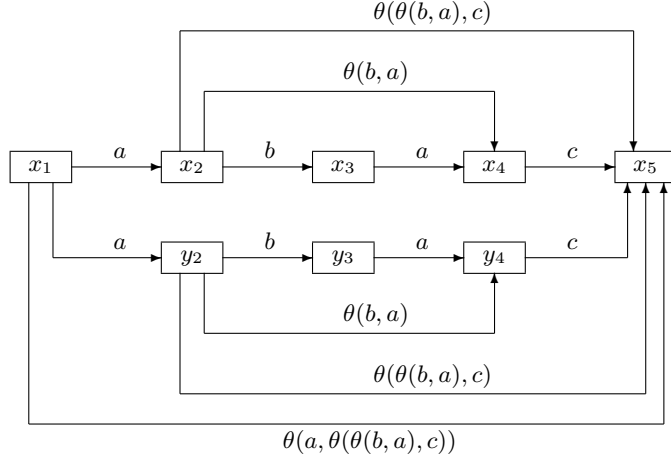 θ(θ(b, a), c)
θ(b, a)
x₁ a x₂ b x₃ a x₄ c x₅
a y₂ b y₃ a y₄ c
θ(b, a)
θ(θ(b, a), c)
θ(a, θ(θ(b, a), c))